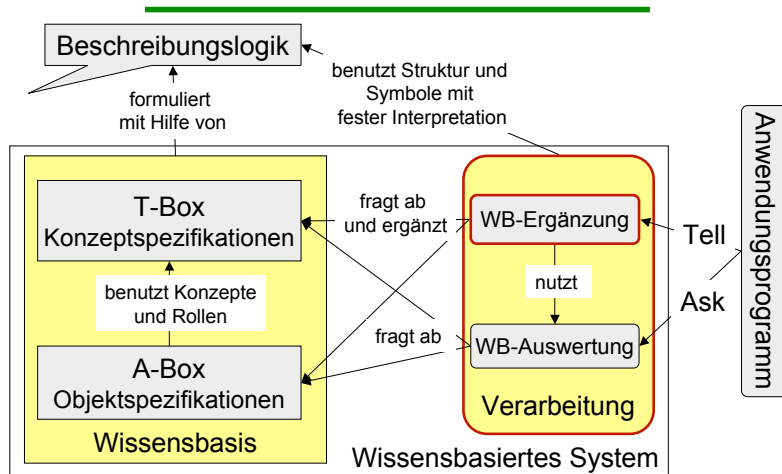 Beschreibungslogik
benutzt Struktur und
Symbole mit
fester Interpretation
formuliert
mit Hilfe von
T-Box
Konzeptspezifikationen
fragt ab
und ergänzt
WB-Ergänzung
Tell
Anwendungsprogramm
benutzt Konzepte
und Rollen
nutzt
Ask
fragt ab
WB-Auswertung
A-Box
Objektspezifikationen
Verarbeitung
Wissensbasis
Wissensbasiertes System